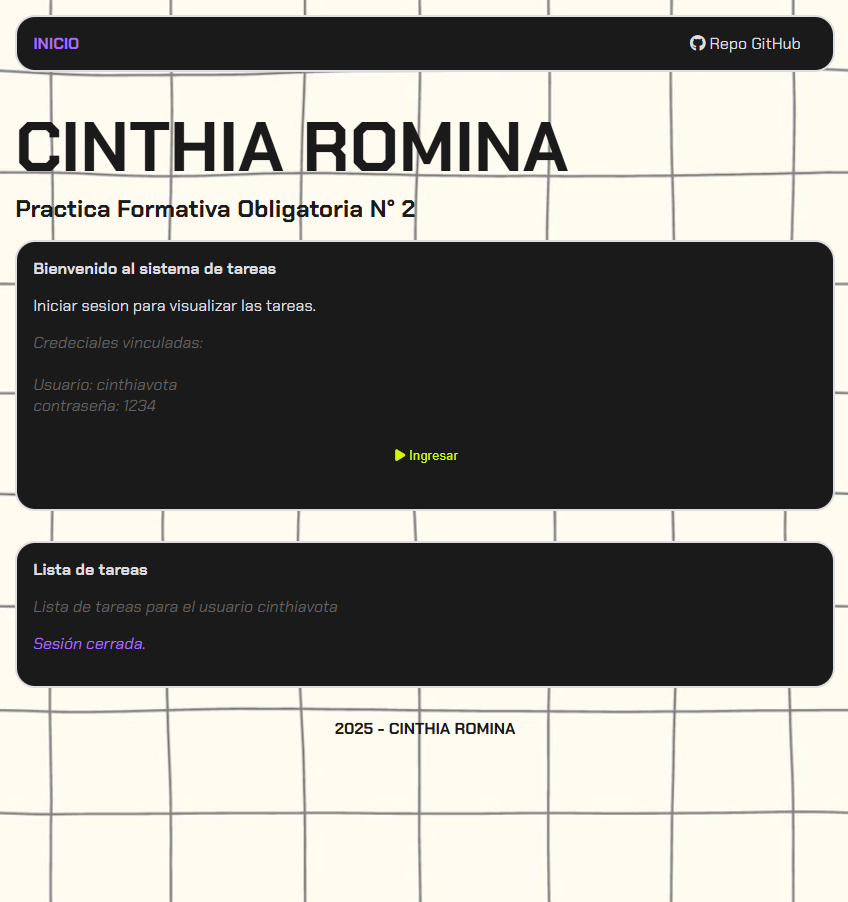 INICIO
Repo GitHub
CINTHIA ROMINA
Practica Formativa Obligatoria N° 2
Bienvenido al sistema de tareas
Iniciar sesion para visualizar las tareas.
Credeciales vinculadas:
Usuario: cinthiavota
contraseña: 1234
Ingresar
Lista de tareas
Lista de tareas para el usuario cinthiavota
Sesión cerrada.
2025 - CINTHIA ROMINA